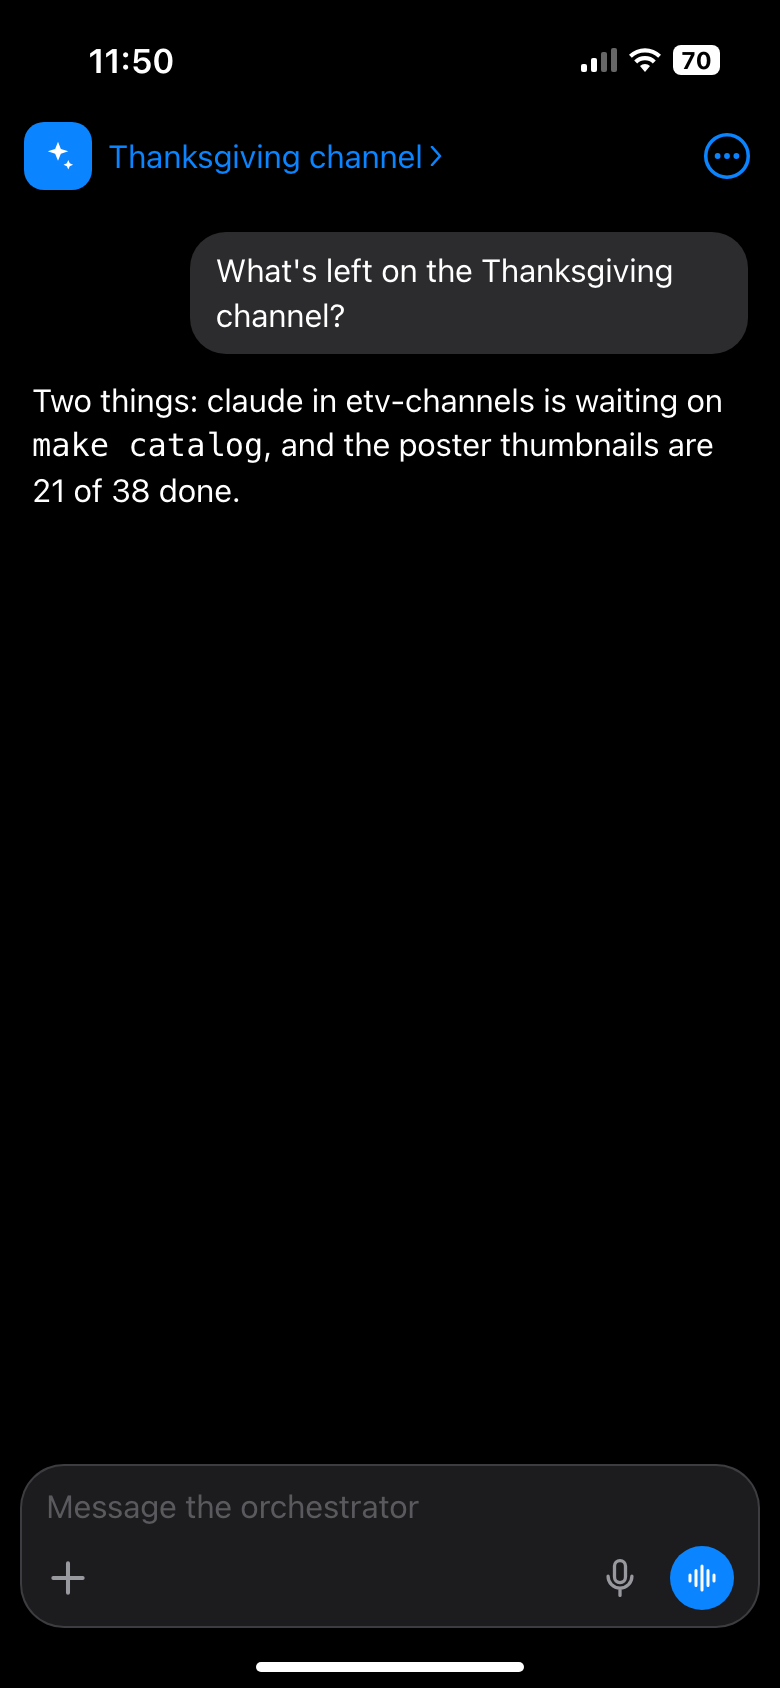 11:50
70
Thanksgiving channel
What's left on the Thanksgiving
channel?
Two things: claude in etv-channels is waiting on
make catalog, and the poster thumbnails are
21 of 38 done.
Message the orchestrator